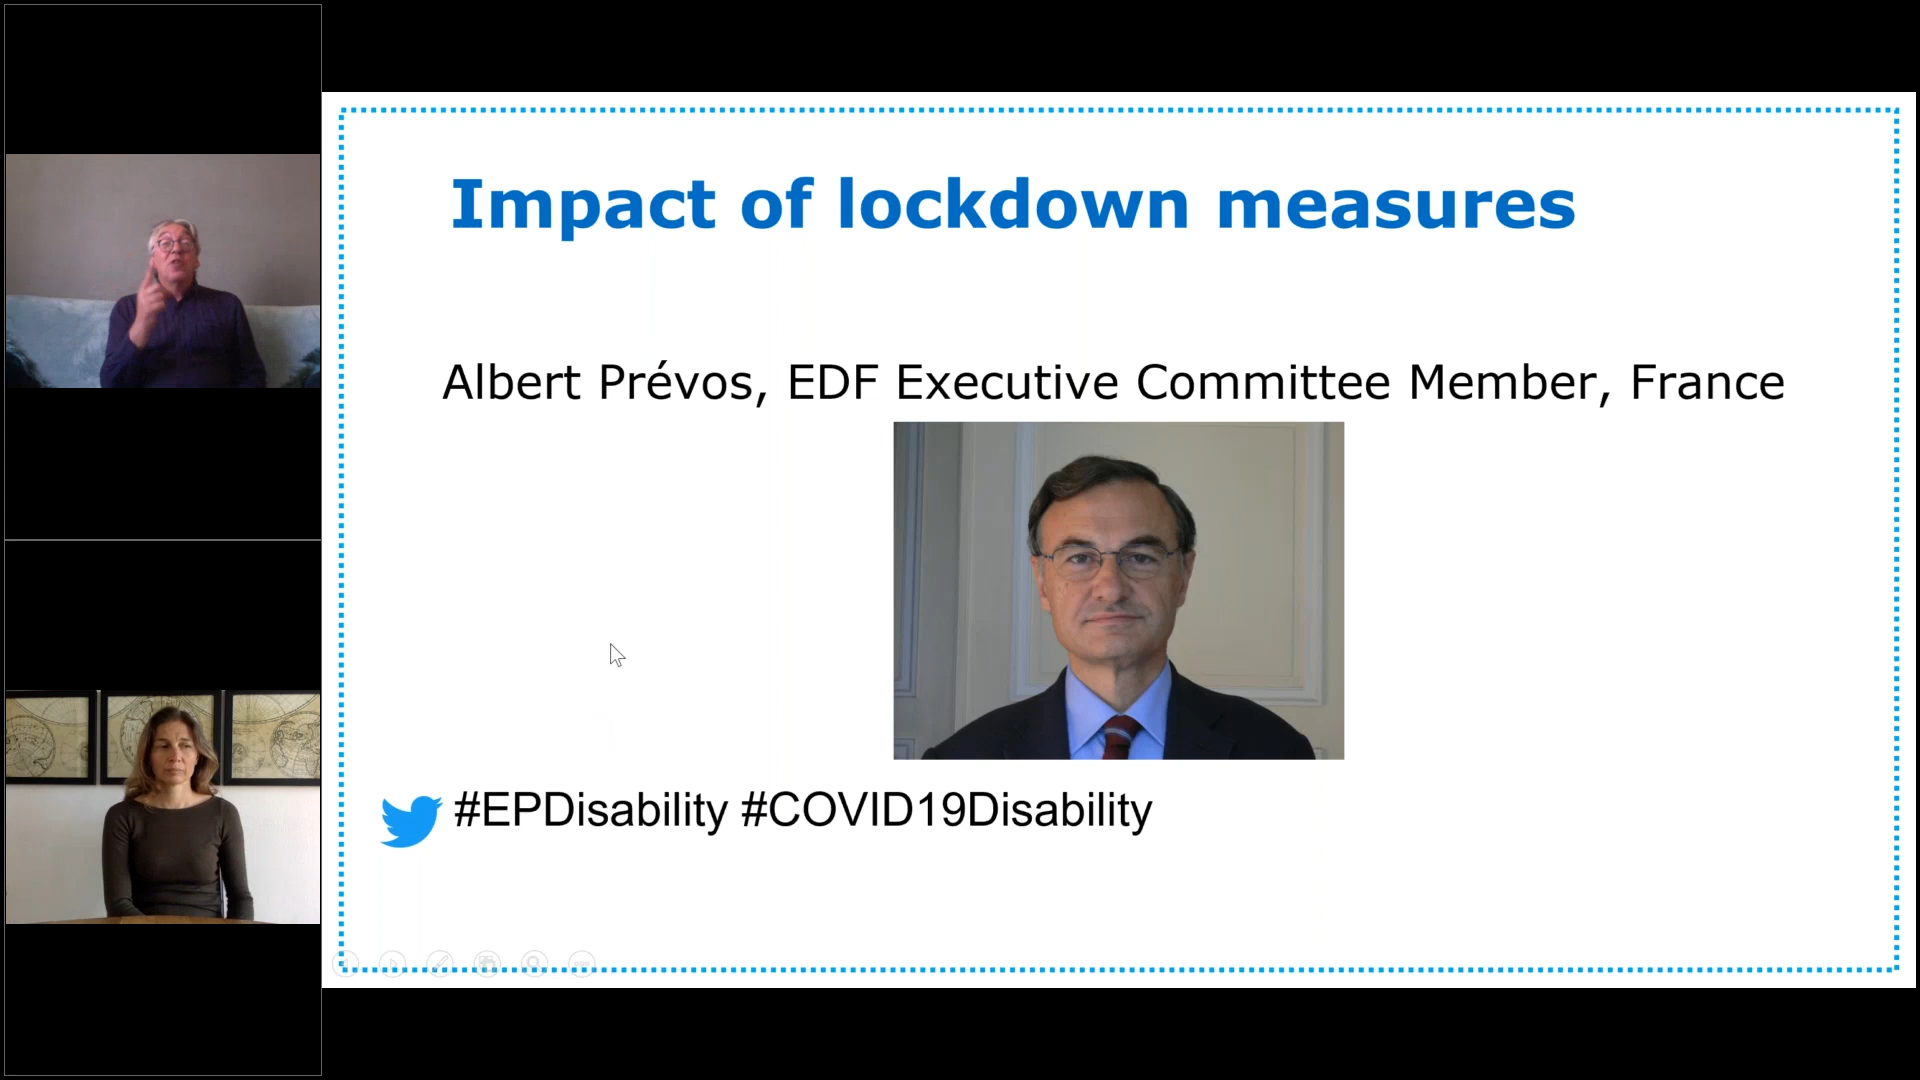 Impact of lockdown measures
Albert Prévos, EDF Executive Committee Member, France
#EPDisability #COVID19Disability